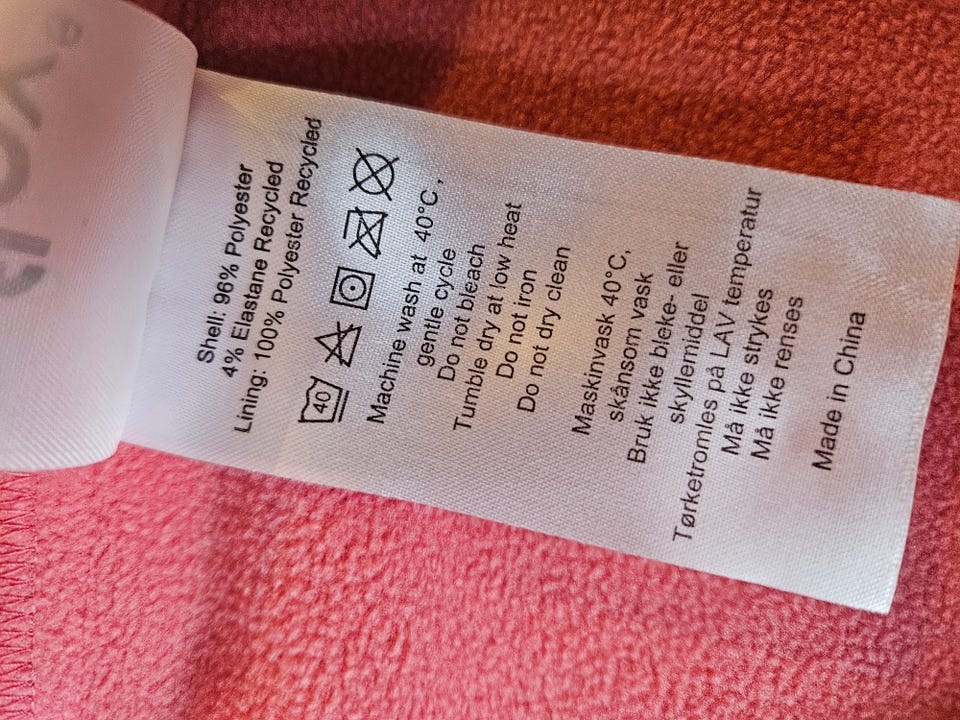 Shell: 96% Polyester
4% Elastane Recycled
Lining: 100% Polyester Recycled
40
Machine wash at 40°C,
gentle cycle
Do not bleach
Tumble dry at low heat
Do not iron
Do not dry clean
Maskinvask 40°C,
skånsom vask
Bruk ikke bleke- eller
skyllemiddel
Tørketromles på LAV temperatur
Må ikke strykes
Må ikke renses
Made in China